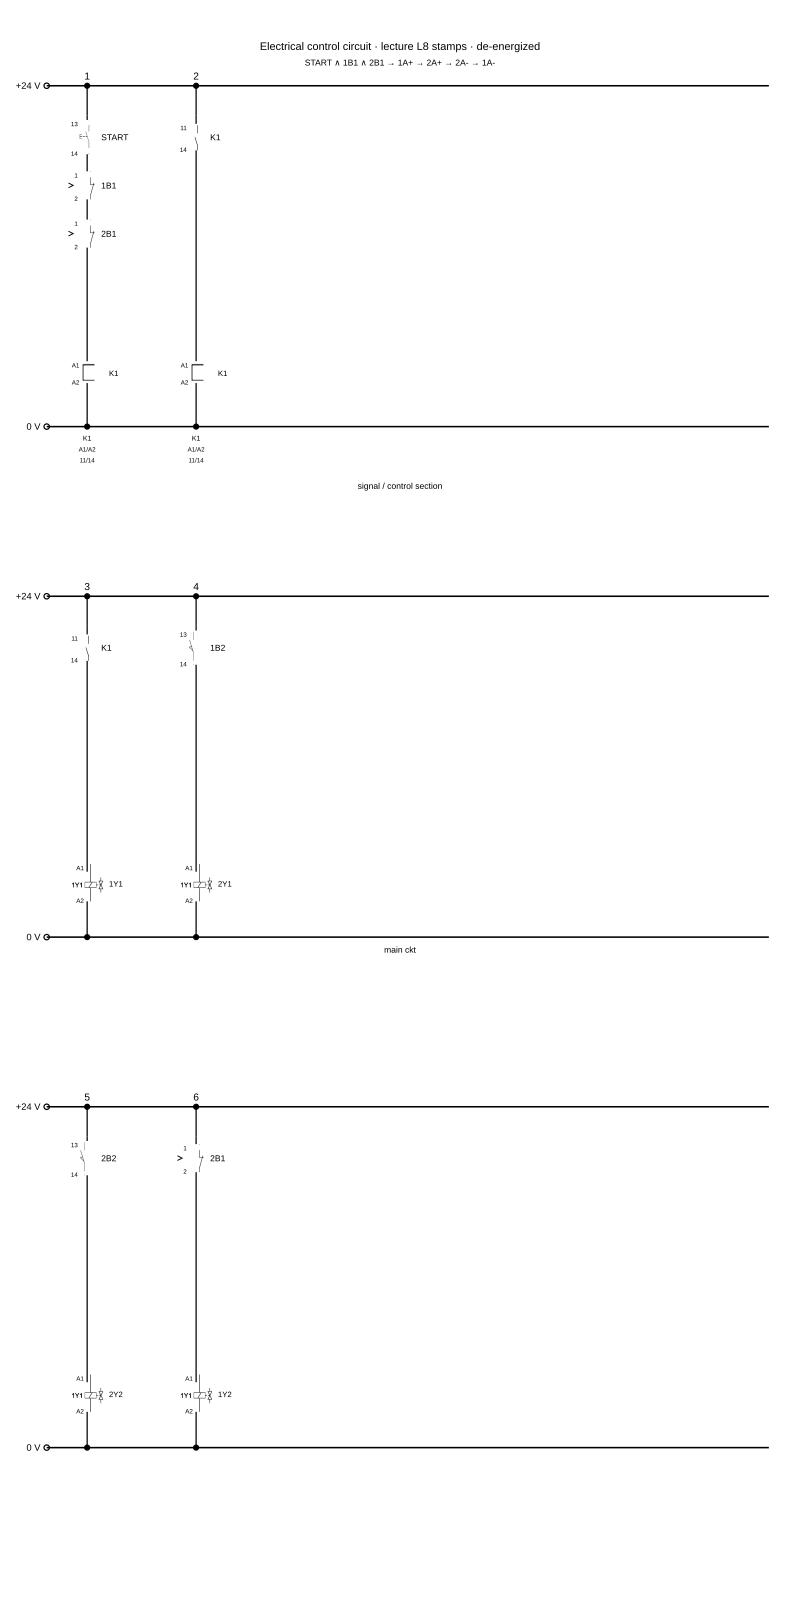 Electrical control circuit · lecture L8 stamps · de-energized
START ∧ 1B1 ∧ 2B1 → 1A+ → 2A+ → 2A- → 1A-
1 2
+24 V
13 11
START K1
14 14
1
> 1B1
2
1
> 2B1
2
A1 A1
K1 K1
A2 A2
0 V
K1 K1
A1/A2 A1/A2
11/14 11/14
signal / control section
3 4
+24 V
11 13
K1 1B2
14 14
A1 A1
1Y1 1Y1 1Y1 2Y1
A2 A2
0 V
main ckt
5 6
+24 V
13 1
2B2 > 2B1
14 2
A1 A1
1Y1 2Y2 1Y1 1Y2
A2 A2
0 V